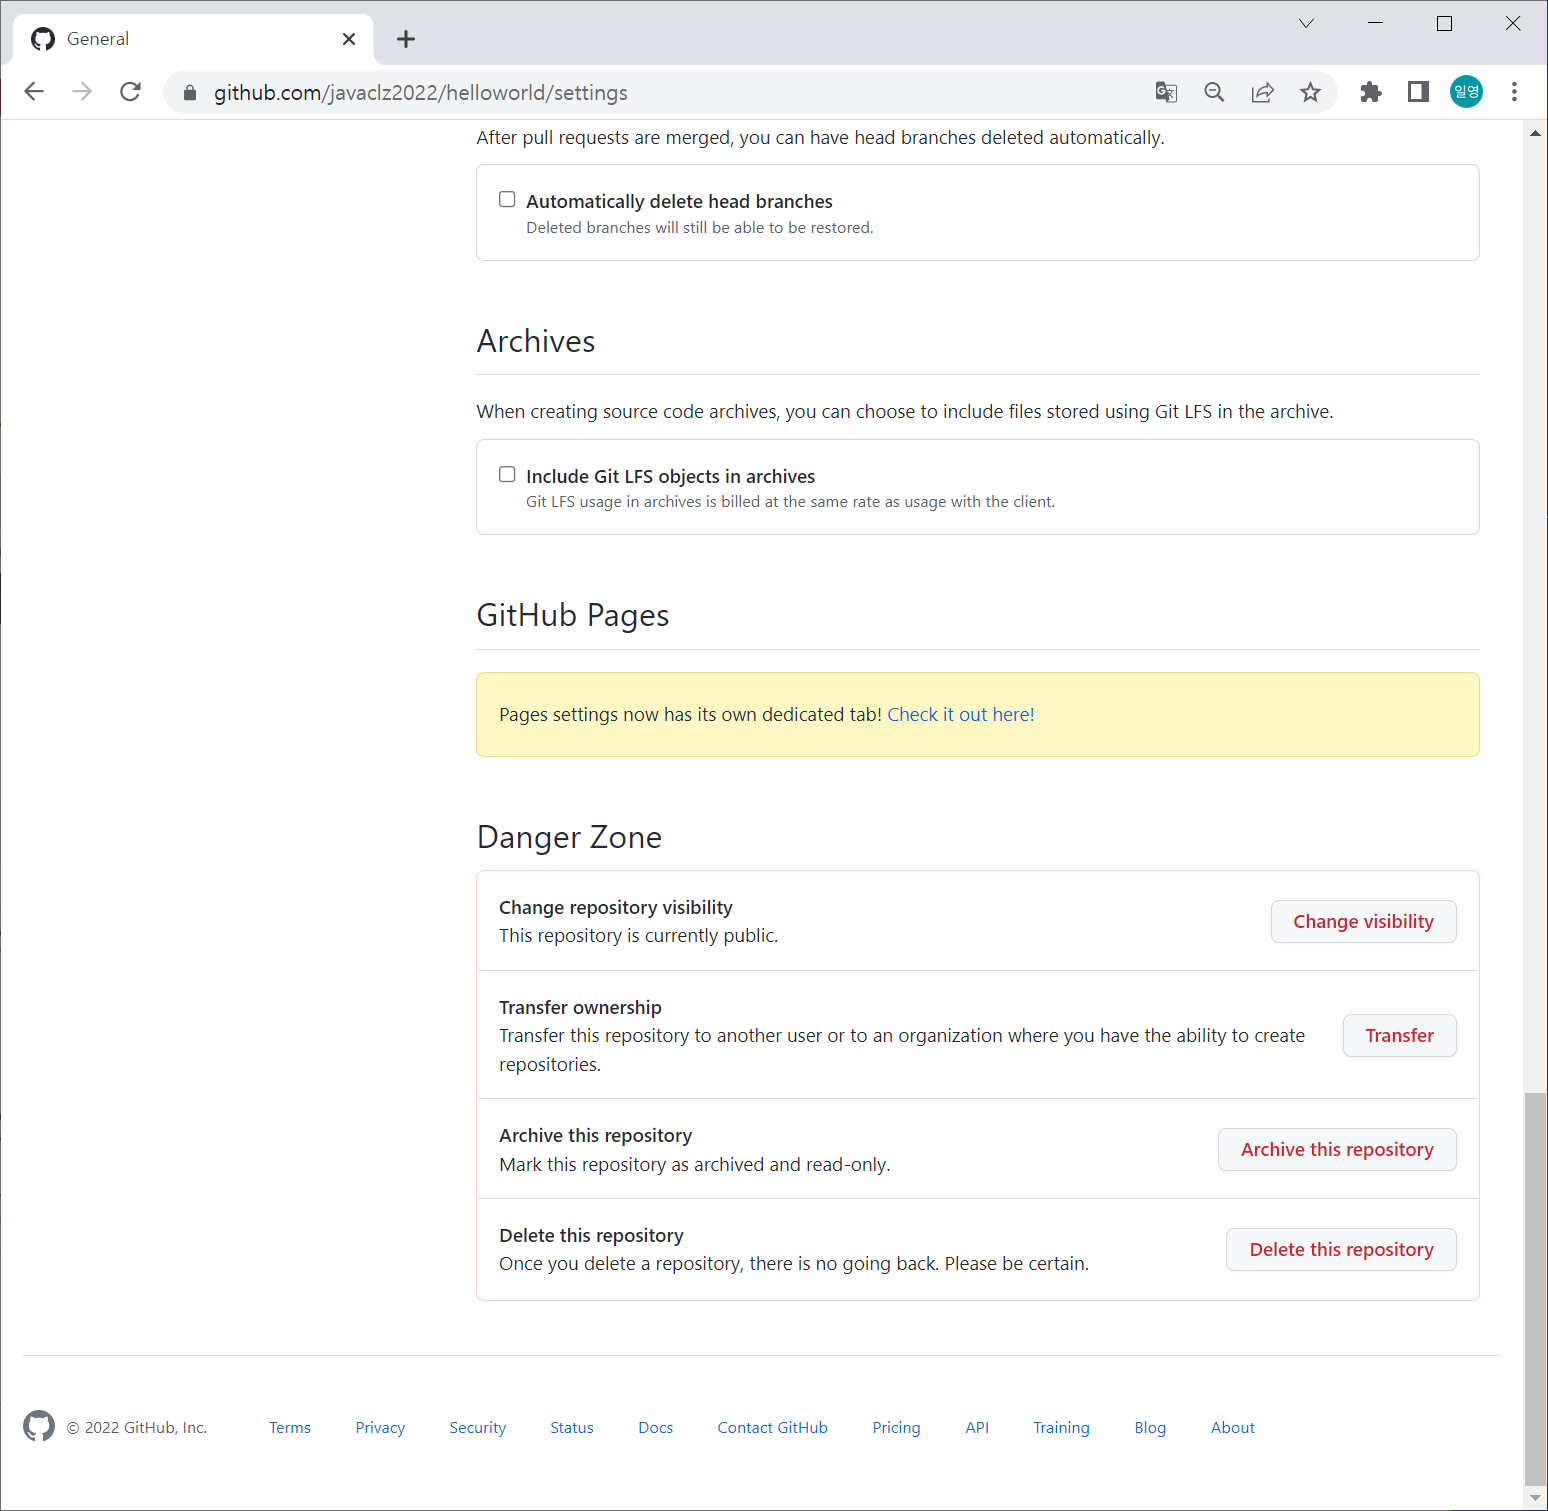 General
github.com/javaclz2022/helloworld/settings
일영
After pull requests are merged, you can have head branches deleted automatically.
Automatically delete head branches
Deleted branches will still be able to be restored.
Archives
When creating source code archives, you can choose to include files stored using Git LFS in the archive.
Include Git LFS objects in archives
Git LFS usage in archives is billed at the same rate as usage with the client.
GitHub Pages
Pages settings now has its own dedicated tab! Check it out here!
Danger Zone
Change repository visibility
This repository is currently public.
Change visibility
Transfer ownership
Transfer this repository to another user or to an organization where you have the ability to create
repositories.
Transfer
Archive this repository
Mark this repository as archived and read-only.
Archive this repository
Delete this repository
Once you delete a repository, there is no going back. Please be certain.
Delete this repository
© 2022 GitHub, Inc. Terms Privacy Security Status Docs Contact GitHub Pricing API Training Blog About